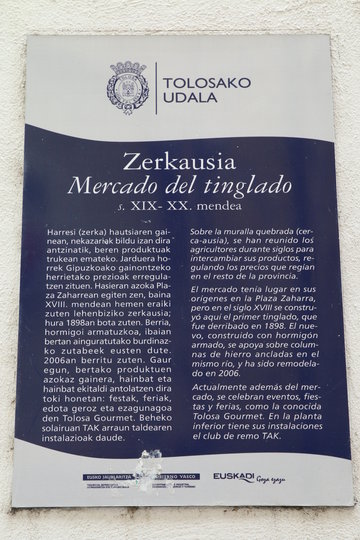 TOLOSAKO
UDALA
Zerkausia
Mercado del tinglado
s. XIX- XX. mendea
Harresi (zerka) hautsiaren gai-
nean, nekazariak bildu izan dira
antzinatik, beren produktuak
trukean emateko. Jarduera ho-
rrek Gipuzkoako gainontzeko
herrietako prezioak erregula-
tzen zituen. Hasieran azoka Plaza
Zaharrean egiten zen, baina
XVIII. mendean hemen eraiki
zuten lehenbiziko zerkausia;
hura 1898an bota zuten. Berria,
hormigoi armatuzkoa, ibaian
bertan ainguratutako burdinaz-
ko zutabeek eusten dute.
2006an berritu zuten. Gaur
egun, bertako produktuen
azokaz gainera, hainbat eta
hainbat ekitaldi antolatzen dira
toki honetan: festak, feriak,
edota geroz eta ezagunagoa
den Tolosa Gourmet. Beheko
solairuan TAK arraun taldearen
instalazioak daude.
Sobre la muralla quebrada (cer-
ca-ausia), se han reunido los
agricultores durante siglos para
intercambiar sus productos, re-
gulando los precios que regían
en el resto de la provincia.
El mercado tenía lugar en sus
orígenes en la Plaza Zaharra,
pero en el siglo XVIII se constru-
yó aquí el primer tinglado, que
fue derribado en 1898. El nue-
vo, construido con hormigón
armado, se apoya sobre colum-
nas de hierro ancladas en el
mismo río, y ha sido remodela-
do en 2006.
Actualmente además del mer-
cado, se celebran eventos, fies-
tas y ferias, como la conocida
Tolosa Gourmet. En la planta
inferior tiene sus instalaciones
el club de remo TAK.
EUSKO JAURLARITZA GOBIERNO VASCO
EUSKADI Goza ezazu